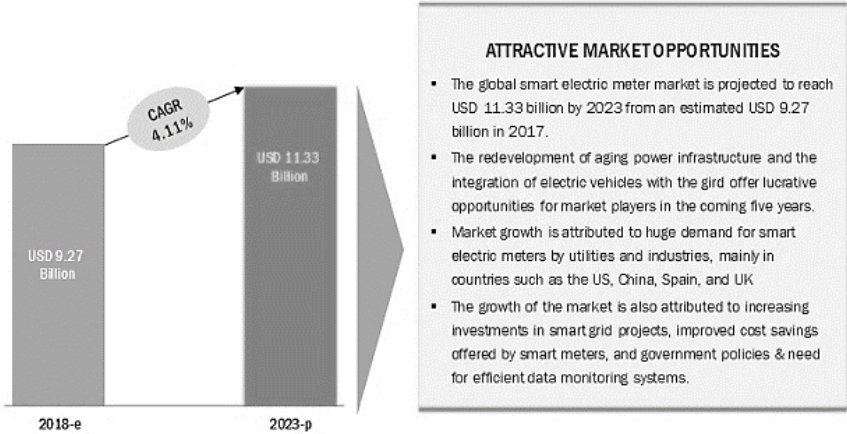 CAGR
4.11%
USD 11.33
Billion
USD 9.27
Billion
2018-e
2023-p
ATTRACTIVE MARKET OPPORTUNITIES
▪ The global smart electric meter market is projected to reach
USD 11.33 billion by 2023 from an estimated USD 9.27
billion in 2017.
▪ The redevelopment of aging power infrastructure and the
integration of electric vehicles with the gird offer lucrative
opportunities for market players in the coming five years.
▪ Market growth is attributed to huge demand for smart
electric meters by utilities and industries, mainly in
countries such as the US, China, Spain, and UK
▪ The growth of the market is also attributed to increasing
investments in smart grid projects, improved cost savings
offered by smart meters, and government policies & need
for efficient data monitoring systems.